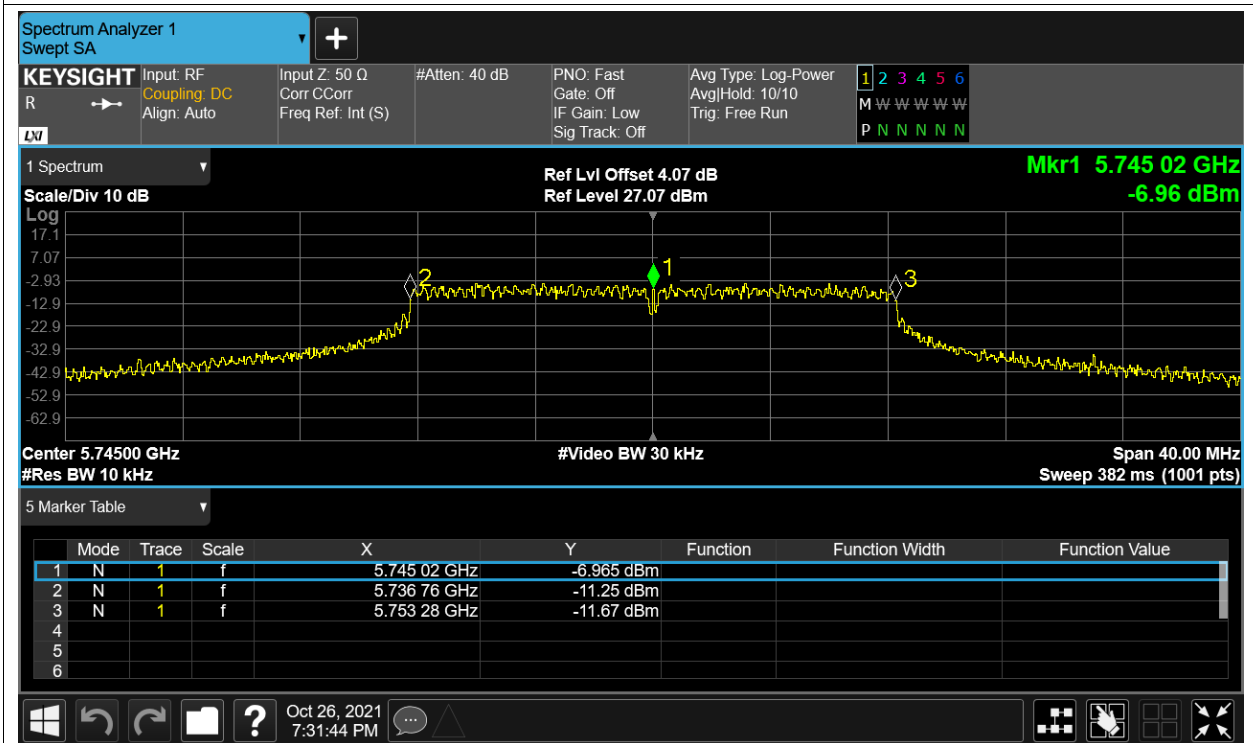 Spectrum Analyzer 1
Swept SA
KEYSIGHT
R
LXI
Input: RF
Coupling: DC
Align: Auto
Input Z: 50 Ω
Corr CCorr
Freq Ref: Int (S)
#Atten: 40 dB
PNO: Fast
Gate: Off
IF Gain: Low
Sig Track: Off
Avg Type: Log-Power
Avg|Hold: 10/10
Trig: Free Run
1 2 3 4 5 6
M W W W W W
P N N N N N
1 Spectrum
Scale/Div 10 dB
Ref Lvl Offset 4.07 dB
Ref Level 27.07 dBm
Mkr1 5.745 02 GHz
-6.96 dBm
Log
17.1
7.07
-2.93
-12.9
-22.9
-32.9
-42.9
-52.9
-62.9
2
1
3
Center 5.74500 GHz
#Res BW 10 kHz
#Video BW 30 kHz
Span 40.00 MHz
Sweep 382 ms (1001 pts)
5 Marker Table
Mode Trace Scale X Y Function Function Width Function Value
1 N 1 f 5.745 02 GHz -6.965 dBm
2 N 1 f 5.736 76 GHz -11.25 dBm
3 N 1 f 5.753 28 GHz -11.67 dBm
4
5
6
?
Oct 26, 2021
7:31:44 PM